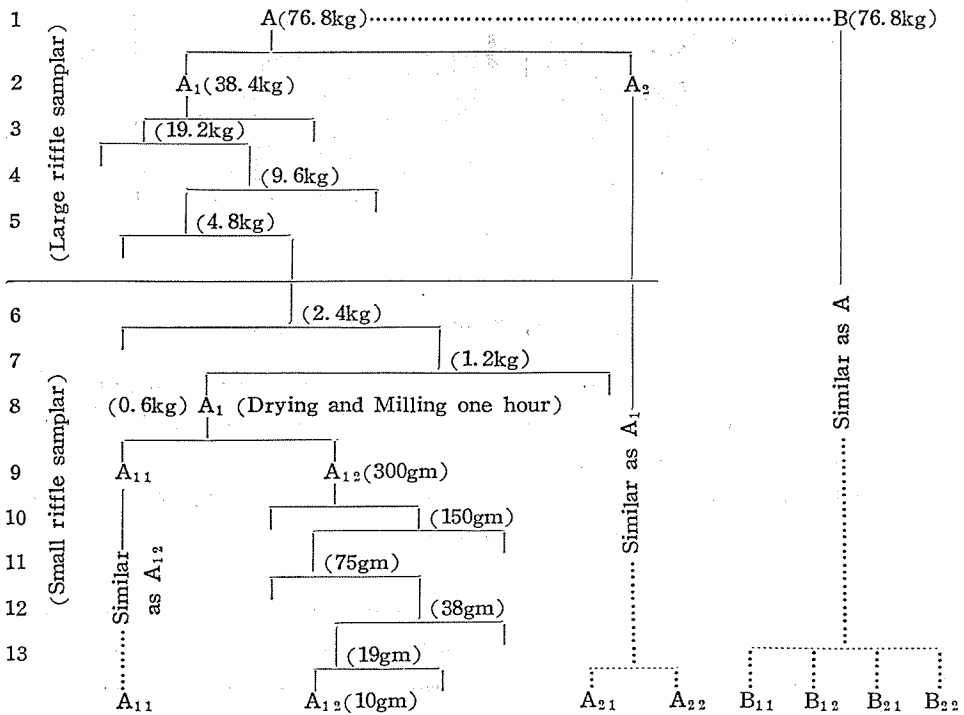 1 A(76.8kg) B(76.8kg)
2 A₁(38.4kg) A₂
3 (19.2kg)
4 (9.6kg)
5 (4.8kg)
(Large riffle samplar)
6 (2.4kg)
7 (1.2kg)
8 (0.6kg) A₁ (Drying and Milling one hour)
9 A₁₁ A₁₂(300gm)
10 (150gm)
11 (75gm)
12 (38gm)
13 (19gm)
(Small riffle samplar)
Similar as A₁₂
Similar as A₁
Similar as A
A₁₁ A₁₂(10gm) A₂₁ A₂₂ B₁₁ B₁₂ B₂₁ B₂₂